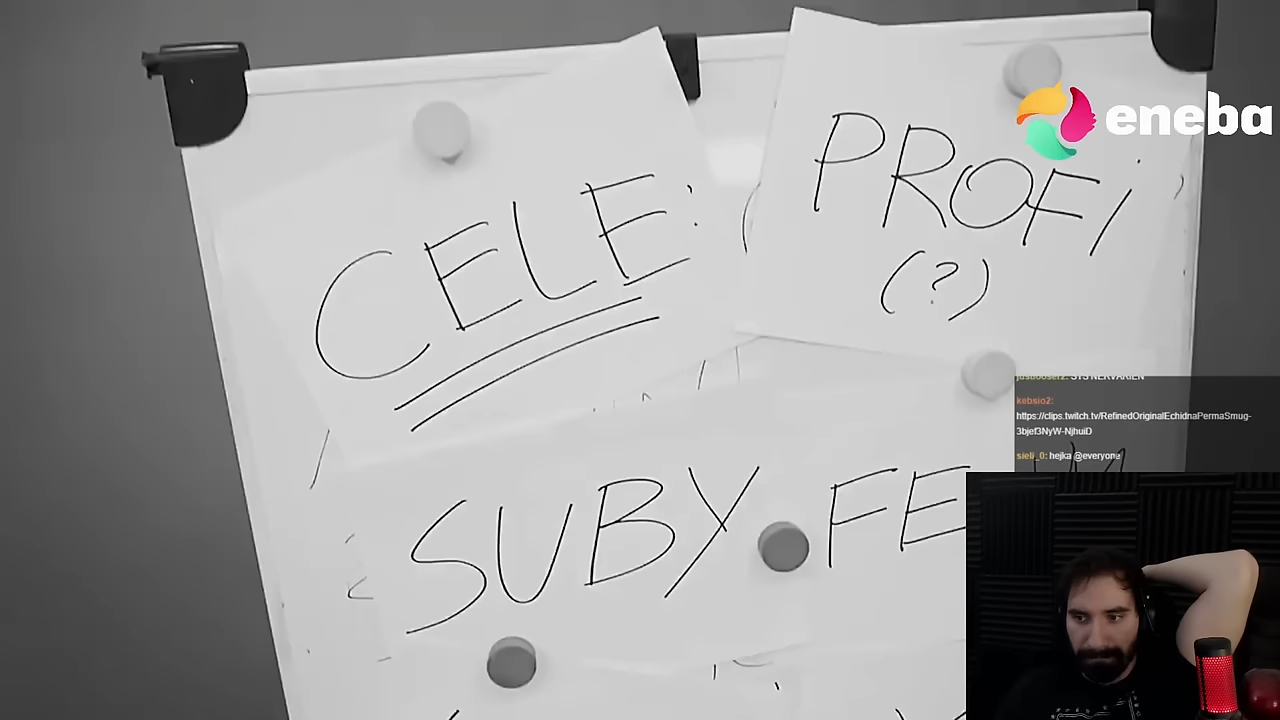 eneba
CELE:
PROFI
(?)
kebsio2:
https://clips.twitch.tv/RefinedOriginalEchidnaPermaSmug-
3bjef3NyW-NjhuiD
sieli_0: hejka @everyone
SUBY FE